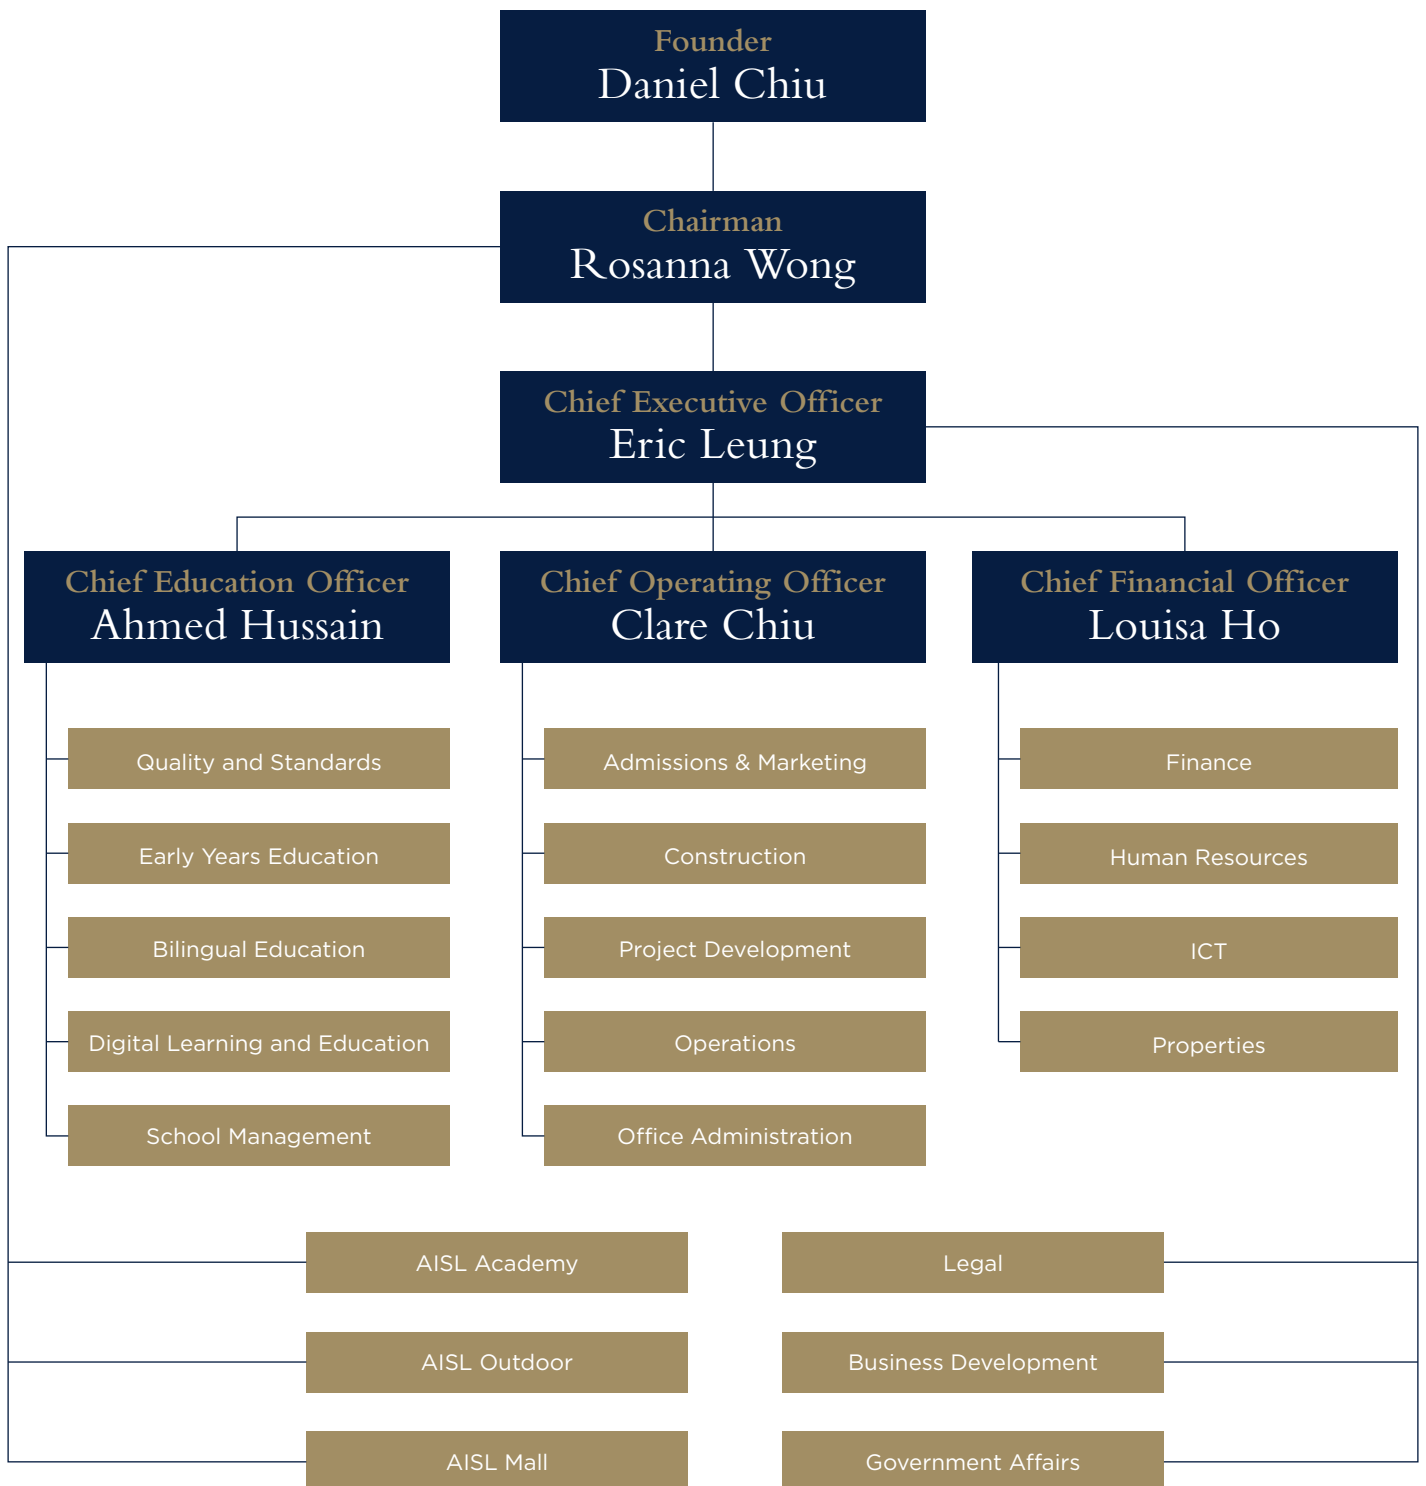 Founder
Daniel Chiu
Chairman
Rosanna Wong
Chief Executive Officer
Eric Leung
Chief Education Officer
Ahmed Hussain
Chief Operating Officer
Clare Chiu
Chief Financial Officer
Louisa Ho
Quality and Standards
Early Years Education
Bilingual Education
Digital Learning and Education
School Management
Admissions & Marketing
Construction
Project Development
Operations
Office Administration
Finance
Human Resources
ICT
Properties
AISL Academy
AISL Outdoor
AISL Mall
Legal
Business Development
Government Affairs